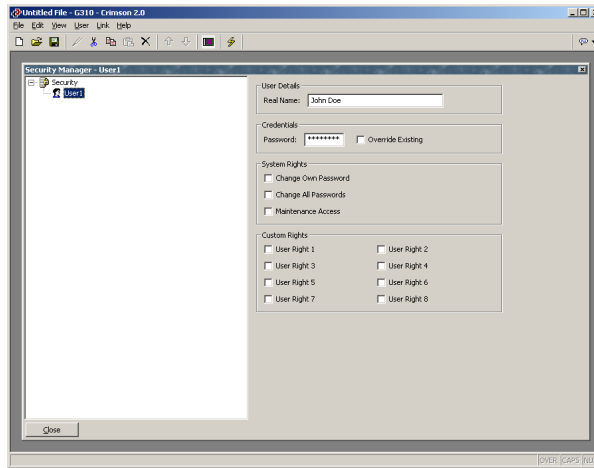 Untitled File - G310 - Crimson 2.0
File Edit View User Link Help
Security Manager - User1
Security
User1
User Details
Real Name: John Doe
Credentials
Password: ******** Override Existing
System Rights
Change Own Password
Change All Passwords
Maintenance Access
Custom Rights
User Right 1 User Right 2
User Right 3 User Right 4
User Right 5 User Right 6
User Right 7 User Right 8
Close
OVER CAPS NU